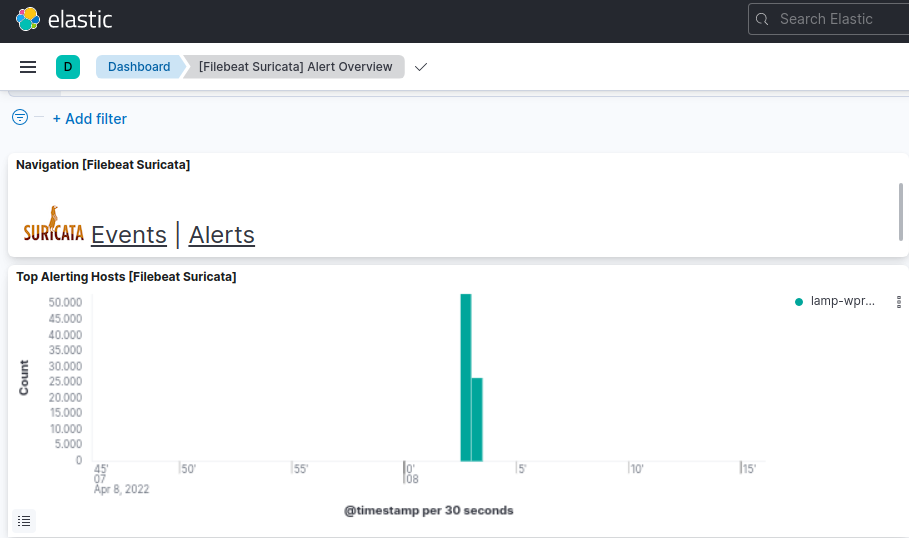 elastic
Search Elastic
D
Dashboard
[Filebeat Suricata] Alert Overview
+ Add filter
Navigation [Filebeat Suricata]
SURICATA Events | Alerts
Top Alerting Hosts [Filebeat Suricata]
50.000
45.000
40.000
35.000
30.000
25.000
20.000
15.000
10.000
5.000
0
Count
lamp-wpr...
45' 50' 55' 0' 5' 10' 15'
07 08
Apr 8, 2022
@timestamp per 30 seconds